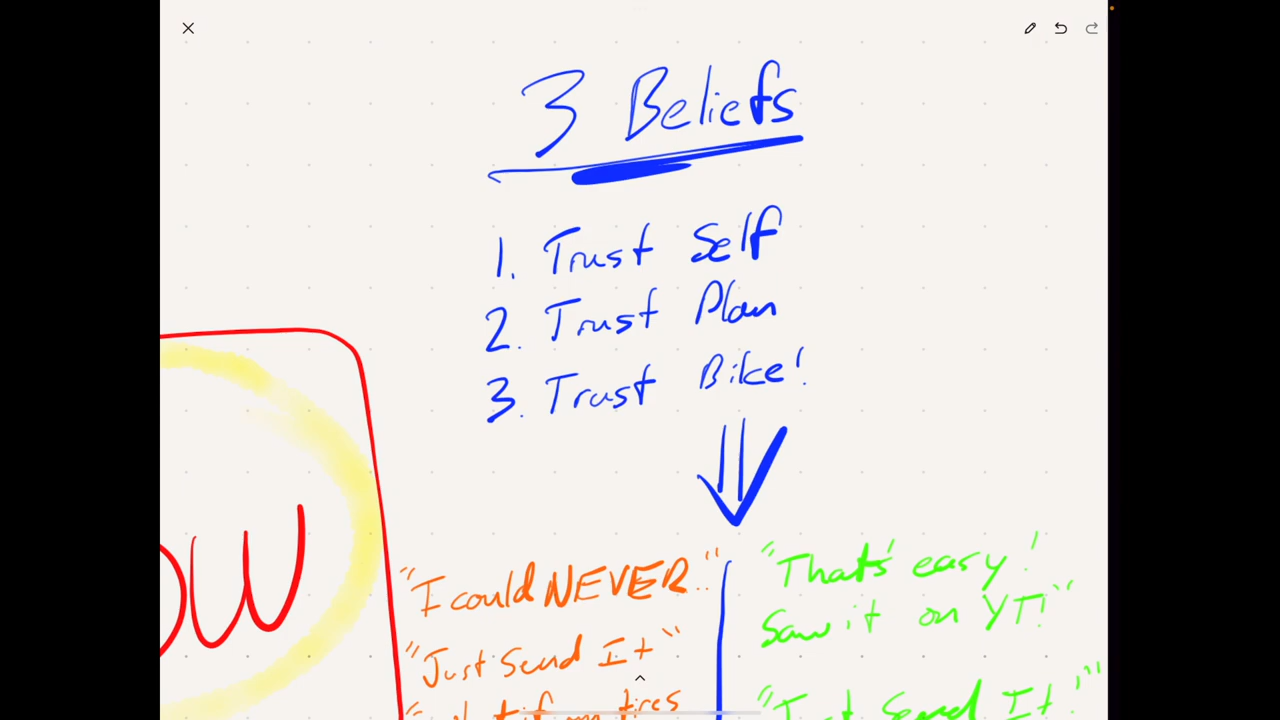 3 Beliefs
1. Trust Self
2. Trust Plan
3. Trust Bike!
"I could NEVER.."
"Just Send It"
tires
"That's easy!
Saw it on YT!"
"Just Send It!"